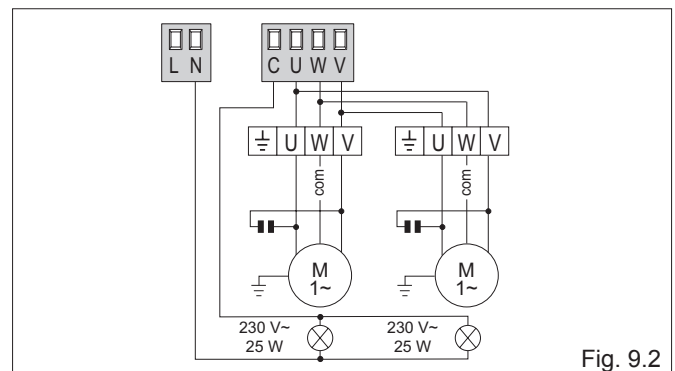 L N C U W V
U W V U W V
com com
M M
1~ 1~
230 V~ 230 V~
25 W 25 W
Fig. 9.2